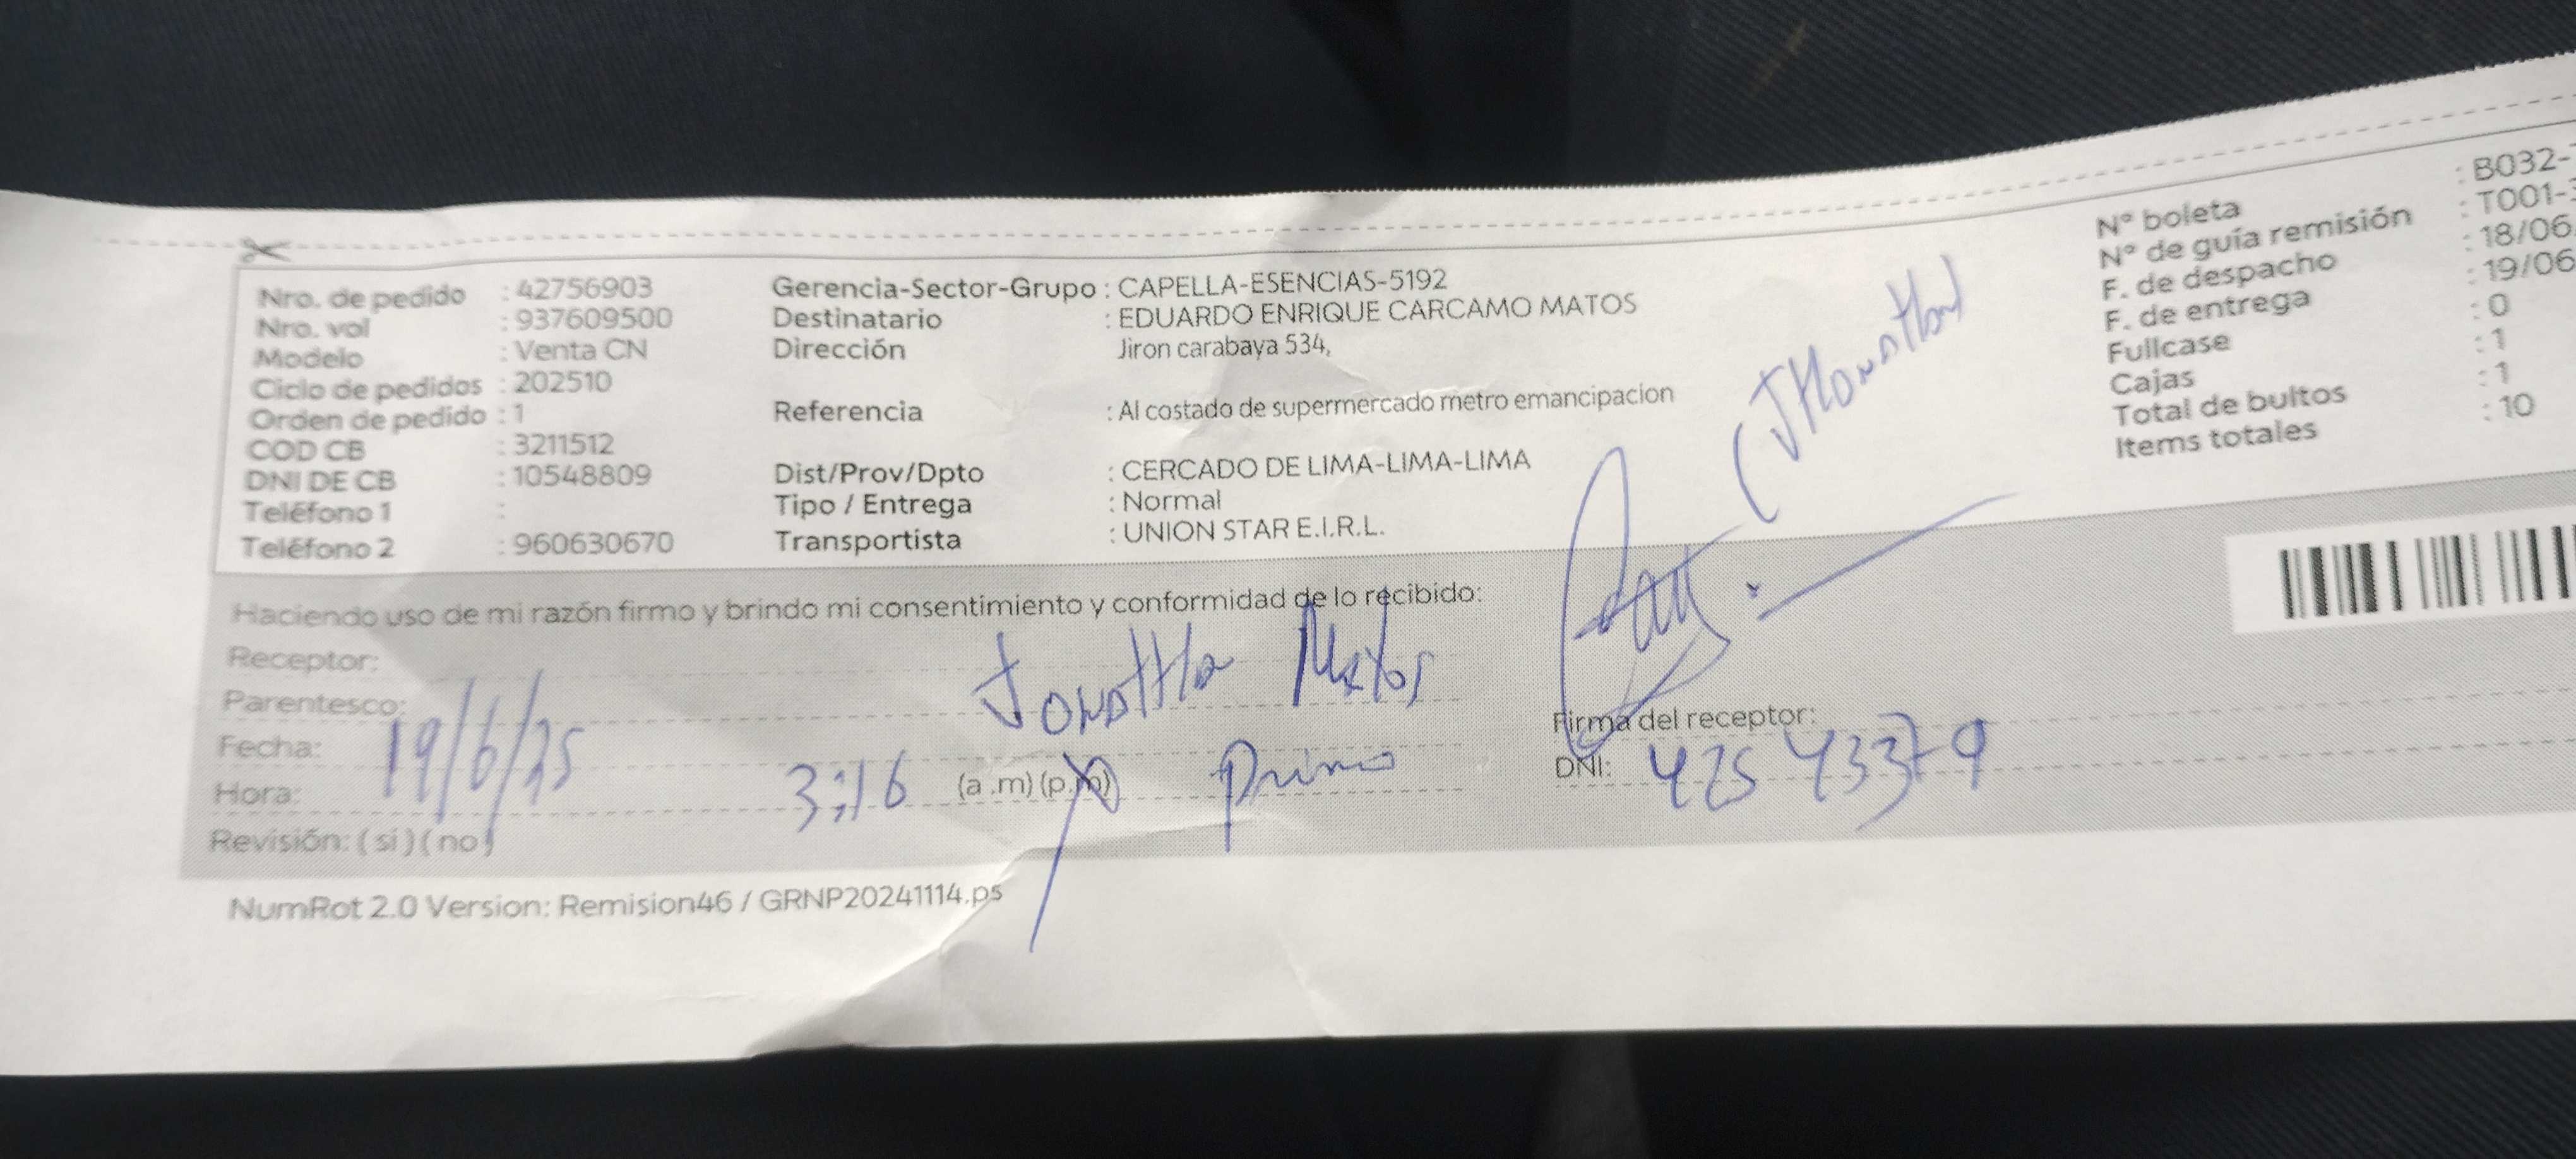 Nro. de pedido : 42756903
Nro. vol : 937609500
Modelo : Venta CN
Ciclo de pedidos : 202510
Orden de pedido : 1
COD CB : 3211512
DNI DE CB : 10548809
Teléfono 1 :
Teléfono 2 : 960630670
Gerencia-Sector-Grupo : CAPELLA-ESENCIAS-5192
Destinatario : EDUARDO ENRIQUE CARCAMO MATOS
Dirección Jiron carabaya 534,
Referencia : Al costado de supermercado metro emancipacion
Dist/Prov/Dpto : CERCADO DE LIMA-LIMA-LIMA
Tipo / Entrega : Normal
Transportista : UNION STAR E.I.R.L.
N° boleta : B032-
N° de guía remisión : T001-
F. de despacho : 18/06
F. de entrega : 19/06
Fullcase : 0
Cajas : 1
Total de bultos : 1
Items totales : 10
Haciendo uso de mi razón firmo y brindo mi consentimiento y conformidad de lo recibido:
Receptor: Matos
Parentesco: Primo
Fecha: 19/6/25
Hora: 3:16 (a.m) (p.m)
Revisión: ( si ) ( no )
Firma del receptor:
DNI:
NumRot 2.0 Version: Remision46 / GRNP20241114.ps